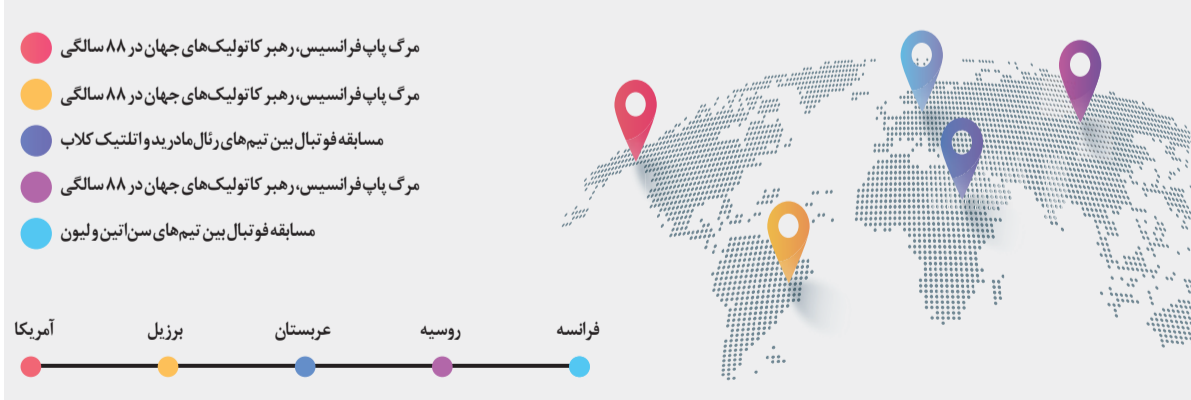 مرگ پاپ فرانسیس، رهبر کاتولیک‌های جهان در ۸۸ سالگی
مرگ پاپ فرانسیس، رهبر کاتولیک‌های جهان در ۸۸ سالگی
مسابقه فوتبال بین تیم‌های رئال‌مادرید و اتلتیک کلاب
مرگ پاپ فرانسیس، رهبر کاتولیک‌های جهان در ۸۸ سالگی
مسابقه فوتبال بین تیم‌های سن‌اتین و لیون
فرانسه روسیه عربستان برزیل آمریکا